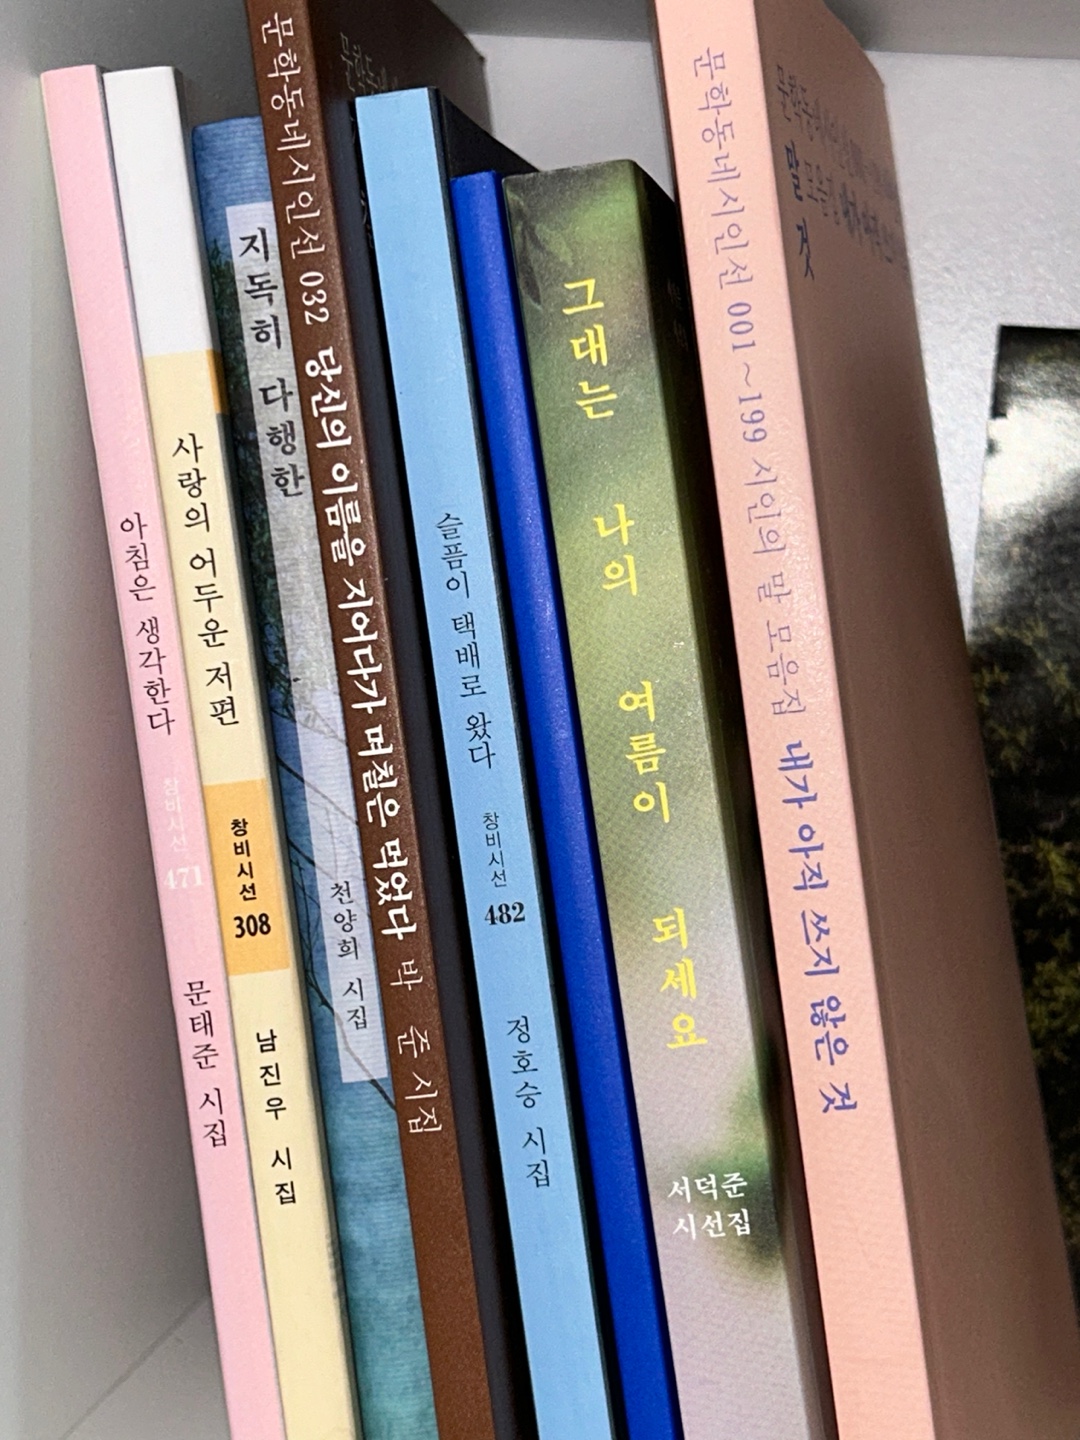 아침은 생각한다 창비시선 471 문태준 시집
사랑의 어두운 저편 창비시선 308 남진우 시집
지독히 다행한 천양희 시집
문학동네시인선 032 당신의 이름을 지어다가 며칠은 먹었다 박 준 시집
슬픔이 택배로 왔다 창비시선 482 정호승 시집
그대는 나의 여름이 되세요
서덕준
시선집
문학동네시인선 001~199 시인의 말 모음집 내가 아직 쓰지 않은 것